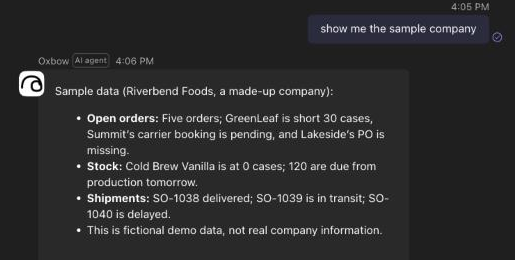 4:05 PM
show me the sample company
Oxbow AI agent 4:06 PM
Sample data (Riverbend Foods, a made-up company):
• Open orders: Five orders; GreenLeaf is short 30 cases,
Summit's carrier booking is pending, and Lakeside's PO is
missing.
• Stock: Cold Brew Vanilla is at 0 cases; 120 are due from
production tomorrow.
• Shipments: SO-1038 delivered; SO-1039 is in transit; SO-
1040 is delayed.
• This is fictional demo data, not real company information.